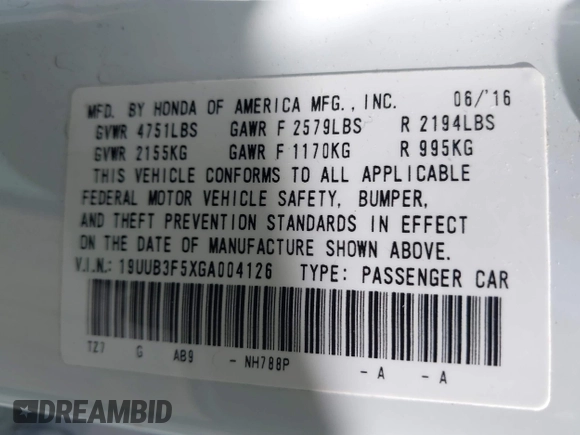 MFD. BY HONDA OF AMERICA MFG., INC. 06/'16
GVWR 4751LBS GAWR F 2579LBS R 2194LBS
GVWR 2155KG GAWR F 1170KG R 995KG
THIS VEHICLE CONFORMS TO ALL APPLICABLE
FEDERAL MOTOR VEHICLE SAFETY, BUMPER,
AND THEFT PREVENTION STANDARDS IN EFFECT
ON THE DATE OF MANUFACTURE SHOWN ABOVE.
V.I.N.: 19UUB3F5XGA004126 TYPE: PASSENGER CAR
TZ7 G AB9 - NH788P - A - A
DREAMBID